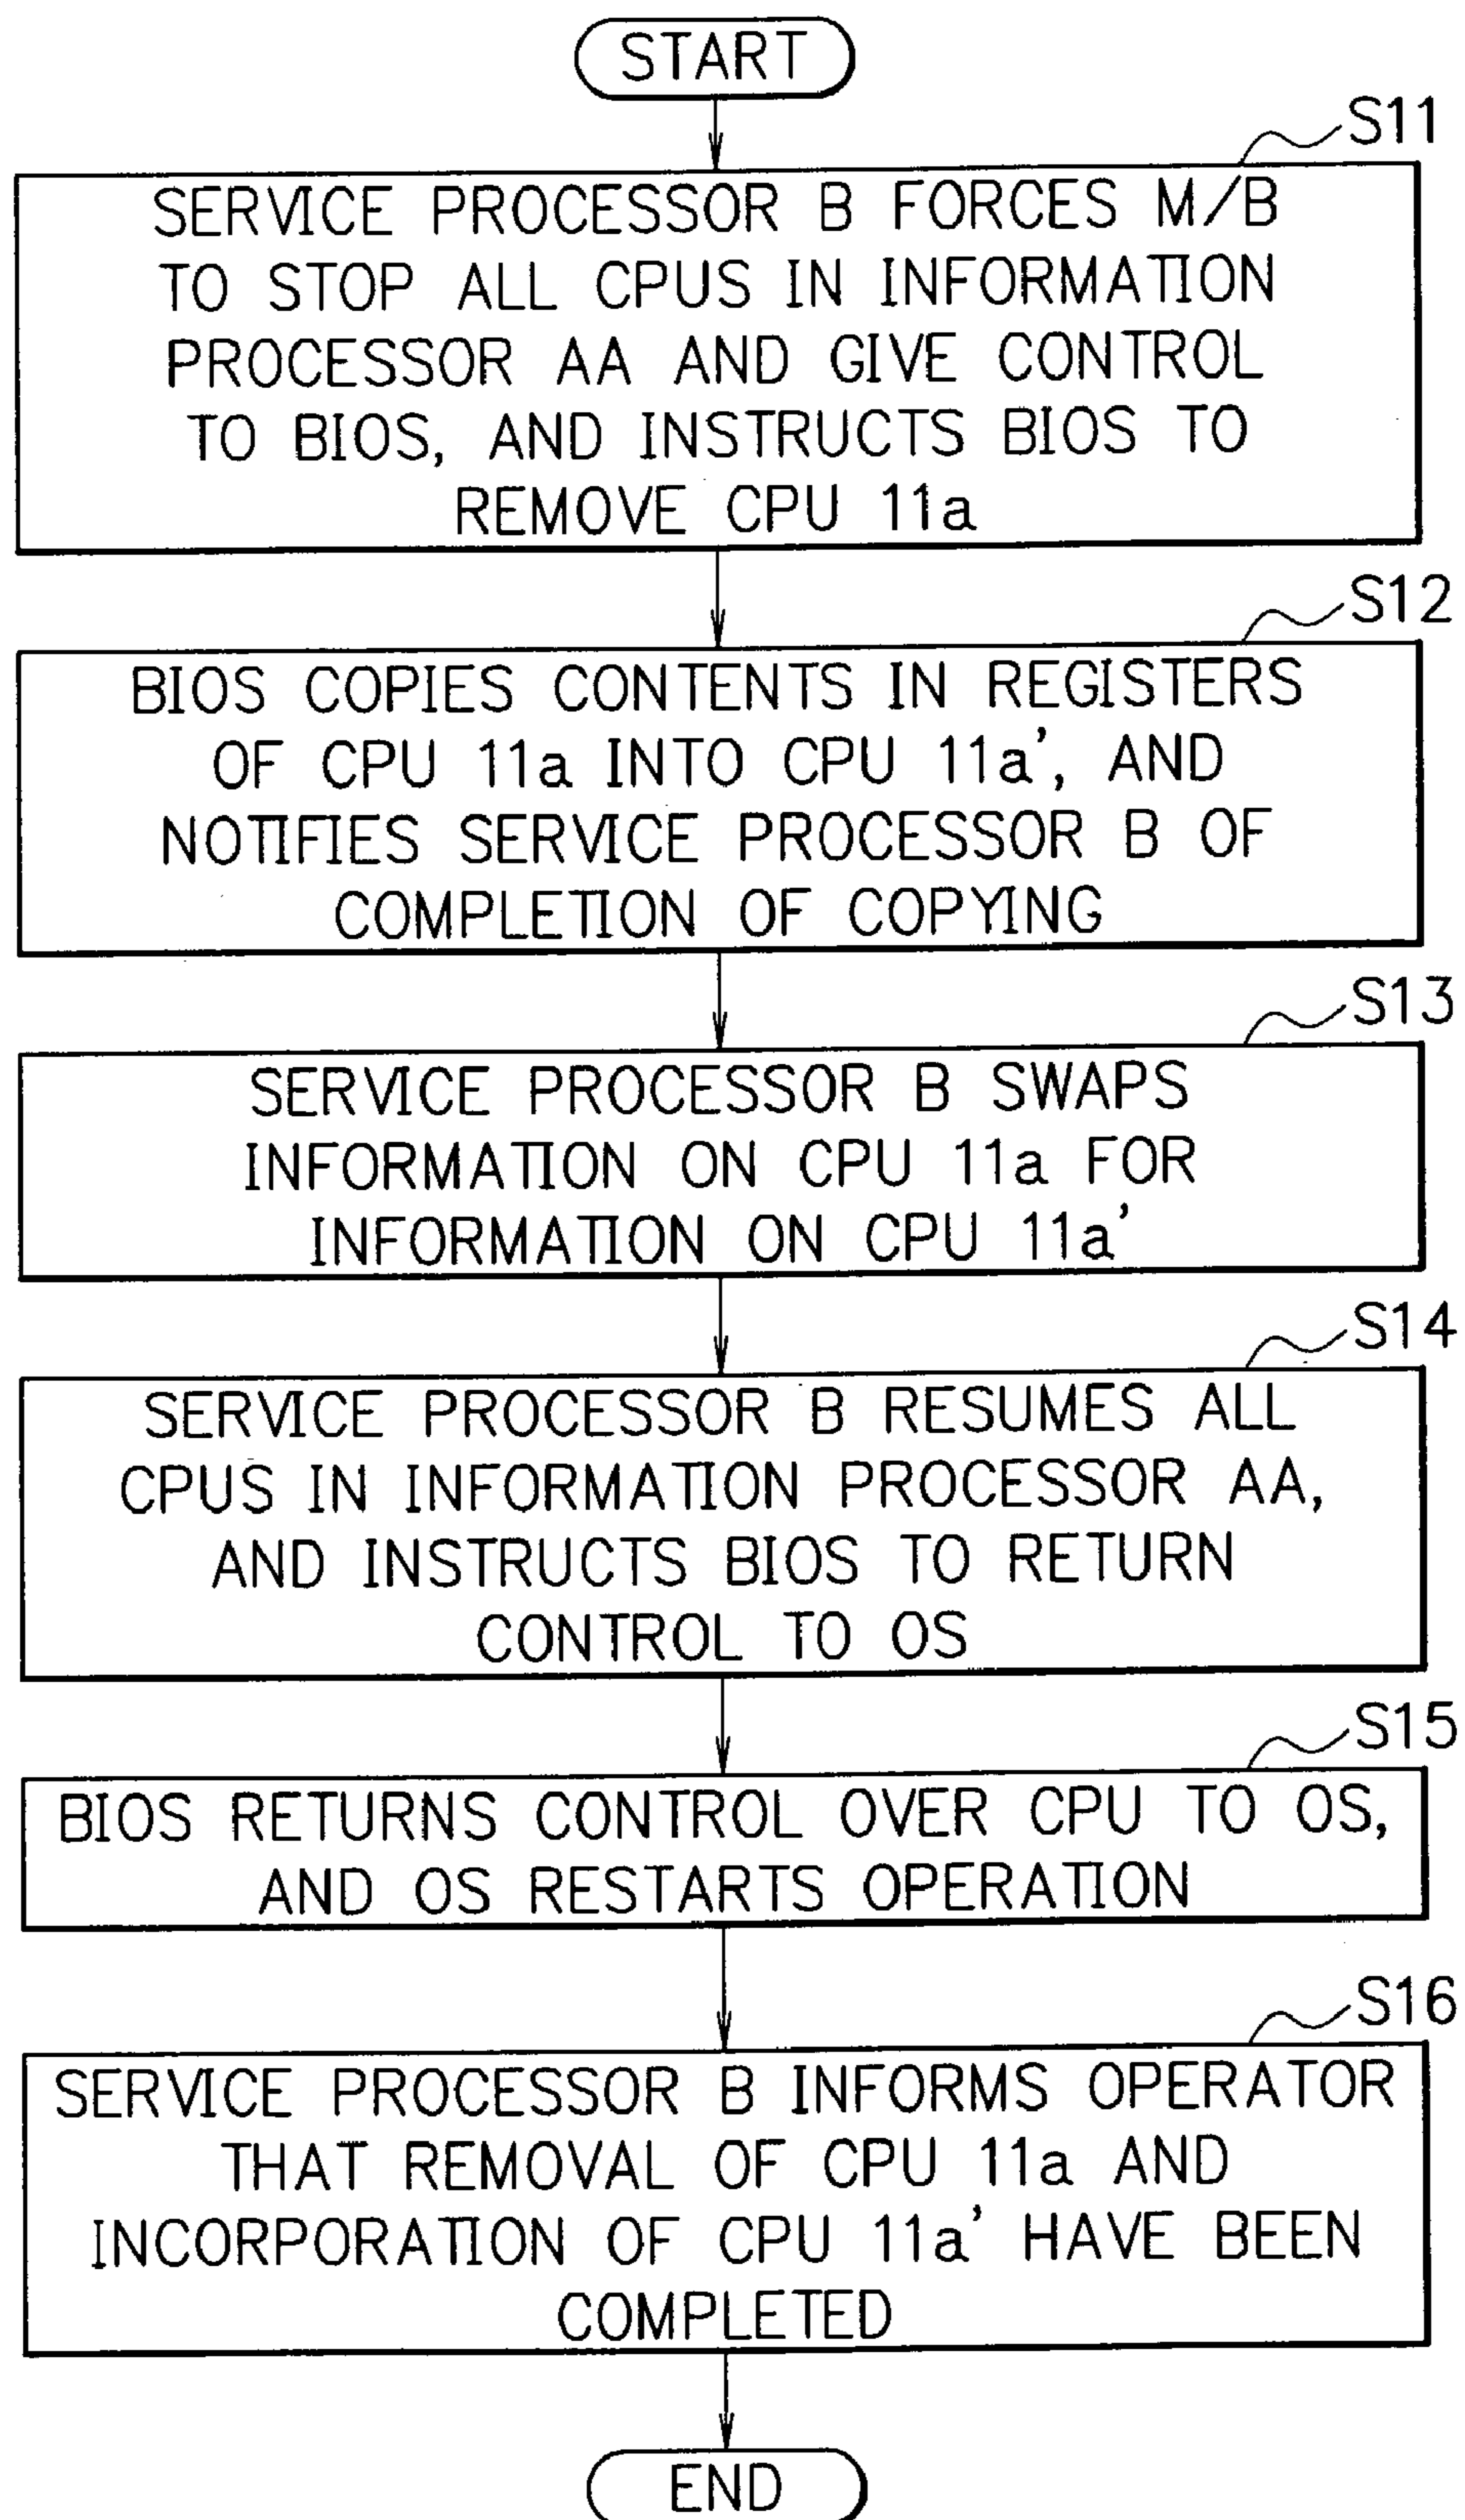 START
S11
SERVICE PROCESSOR B FORCES M/B
TO STOP ALL CPUS IN INFORMATION
PROCESSOR AA AND GIVE CONTROL
TO BIOS, AND INSTRUCTS BIOS TO
REMOVE CPU 11a
S12
BIOS COPIES CONTENTS IN REGISTERS
OF CPU 11a INTO CPU 11a', AND
NOTIFIES SERVICE PROCESSOR B OF
COMPLETION OF COPYING
S13
SERVICE PROCESSOR B SWAPS
INFORMATION ON CPU 11a FOR
INFORMATION ON CPU 11a'
S14
SERVICE PROCESSOR B RESUMES ALL
CPUS IN INFORMATION PROCESSOR AA,
AND INSTRUCTS BIOS TO RETURN
CONTROL TO OS
S15
BIOS RETURNS CONTROL OVER CPU TO OS,
AND OS RESTARTS OPERATION
S16
SERVICE PROCESSOR B INFORMS OPERATOR
THAT REMOVAL OF CPU 11a AND
INCORPORATION OF CPU 11a' HAVE BEEN
COMPLETED
END